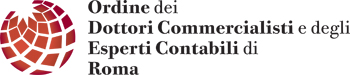 Ordine dei
Dottori Commercialisti e degli
Esperti Contabili di
Roma